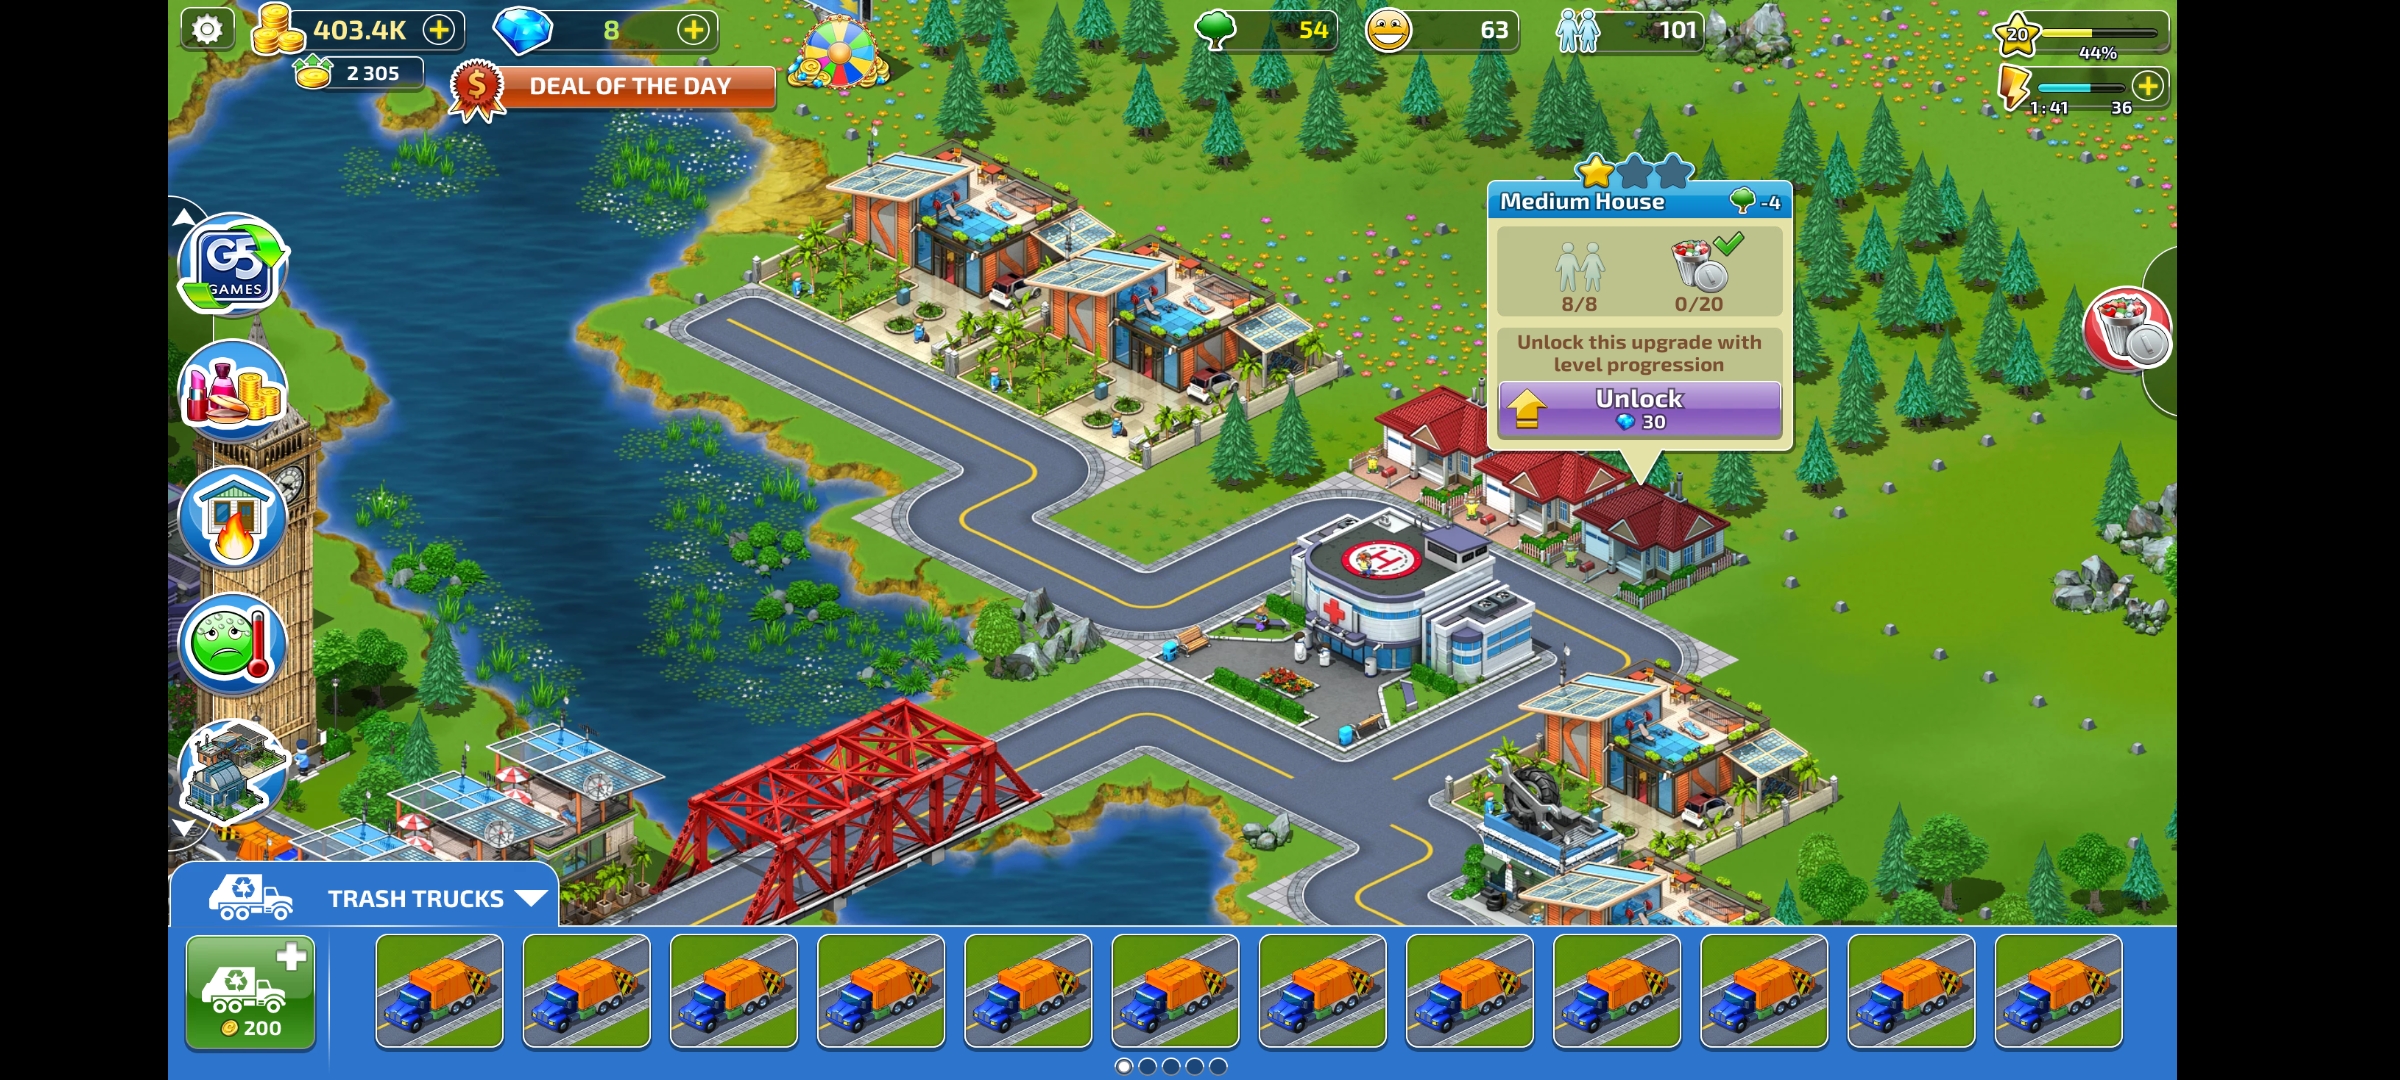 403.4K
8
54
63
101
20
44%
2 305
DEAL OF THE DAY
1:41
36
Medium House
-4
G5
GAMES
8/8
0/20
Unlock this upgrade with
level progression
Unlock
30
H
TRASH TRUCKS
200